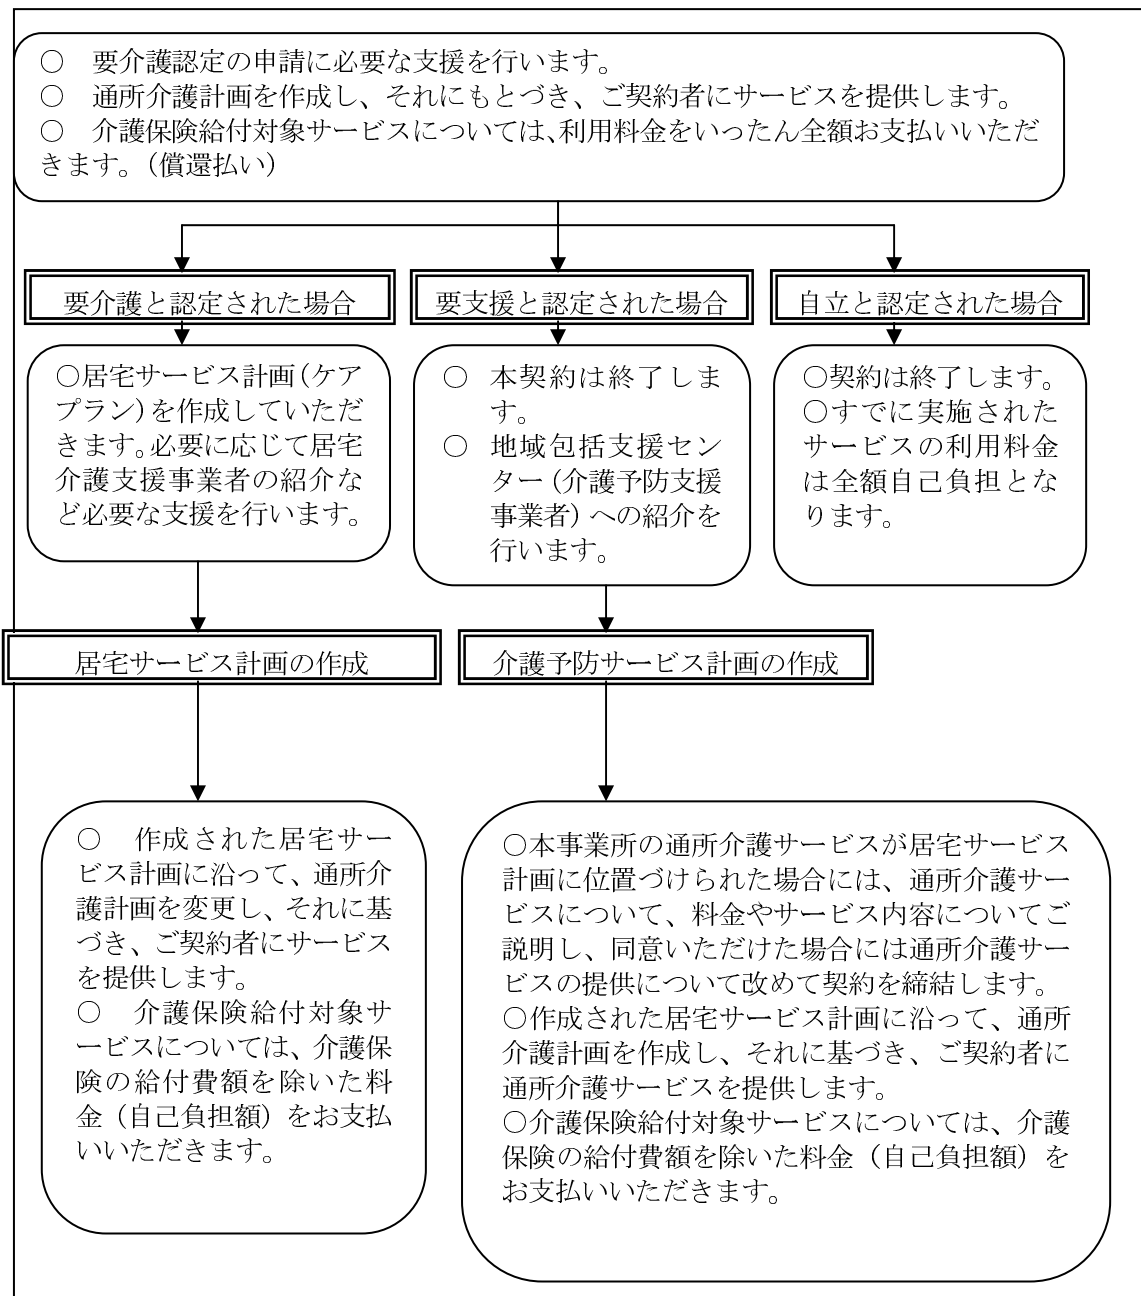 ○　要介護認定の申請に必要な支援を行います。
○　通所介護計画を作成し、それにもとづき、ご契約者にサービスを提供します。
○　介護保険給付対象サービスについては、利用料金をいったん全額お支払いいただ
きます。（償還払い）
要介護と認定された場合
要支援と認定された場合
自立と認定された場合
○居宅サービス計画（ケア
プラン）を作成していただ
きます。必要に応じて居宅
介護支援事業者の紹介な
ど必要な支援を行います。
○　本契約は終了しま
す。
○　地域包括支援セン
ター（介護予防支援
事業者）への紹介を
行います。
○契約は終了します。
○すでに実施された
サービスの利用料金
は全額自己負担とな
ります。
居宅サービス計画の作成
介護予防サービス計画の作成
○　作成された居宅サー
ビス計画に沿って、通所介
護計画を変更し、それに基
づき、ご契約者にサービス
を提供します。
○　介護保険給付対象サ
ービスについては、介護保
険の給付費額を除いた料
金（自己負担額）をお支払
いいただきます。
○本事業所の通所介護サービスが居宅サービス
計画に位置づけられた場合には、通所介護サー
ビスについて、料金やサービス内容についてご
説明し、同意いただけた場合には通所介護サー
ビスの提供について改めて契約を締結します。
○作成された居宅サービス計画に沿って、通所
介護計画を作成し、それに基づき、ご契約者に
通所介護サービスを提供します。
○介護保険給付対象サービスについては、介護
保険の給付費額を除いた料金（自己負担額）を
お支払いいただきます。